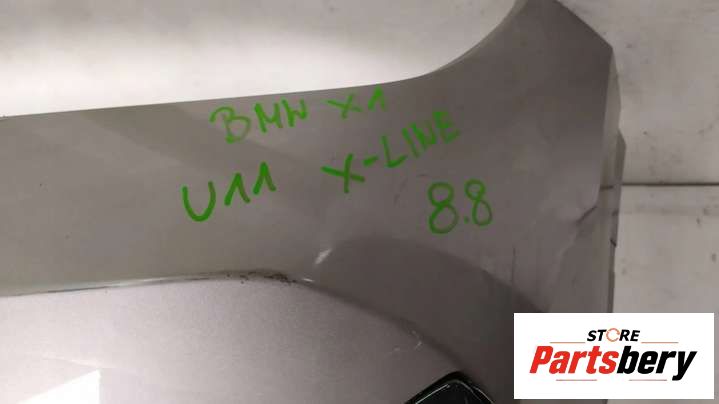 BMW X1
U11 X-LINE
8.8
STORE
Partsbery